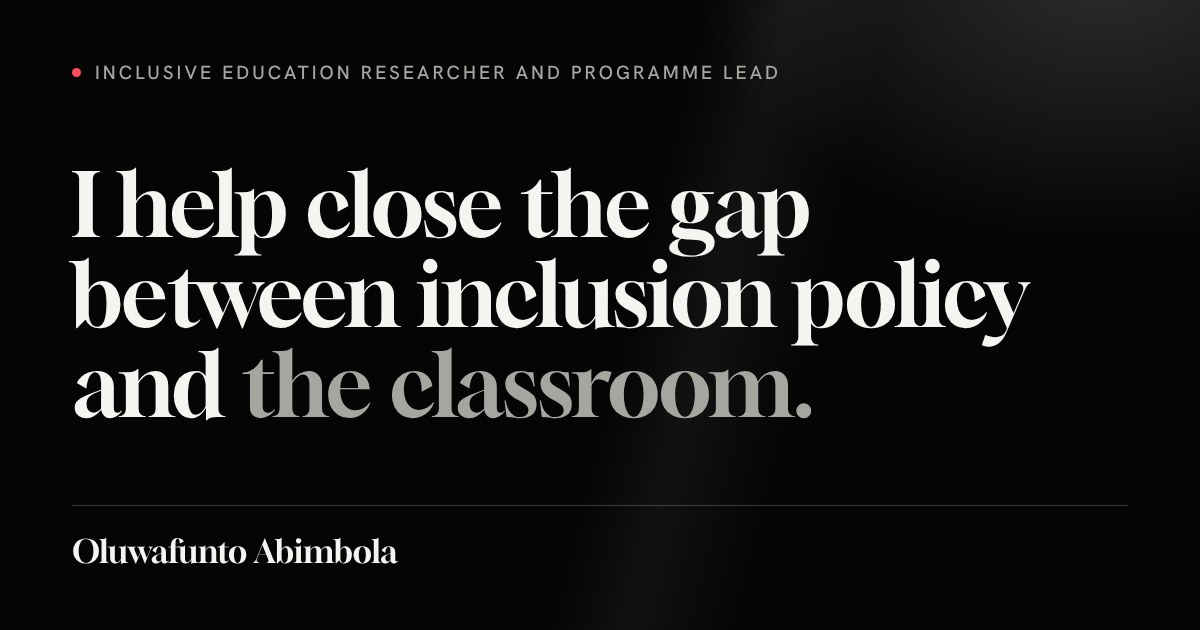 INCLUSIVE EDUCATION RESEARCHER AND PROGRAMME LEAD
I help close the gap
between inclusion policy
and the classroom.
Oluwafunto Abimbola